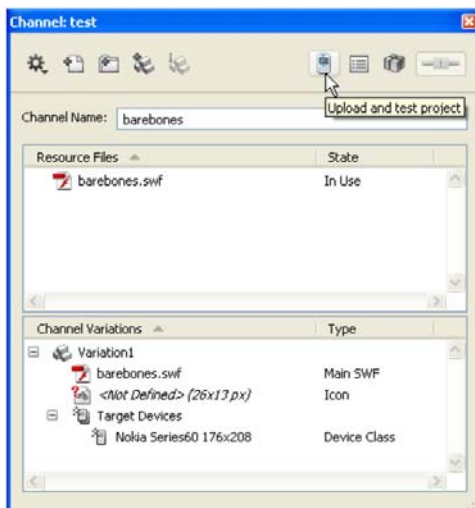 Channel: test
Upload and test project
Channel Name: barebones
Resource Files State
barebones.swf In Use
Channel Variations Type
Variation1
barebones.swf Main SWF
<Not Defined> (26x13 px) Icon
Target Devices
Nokia Series60 176x208 Device Class